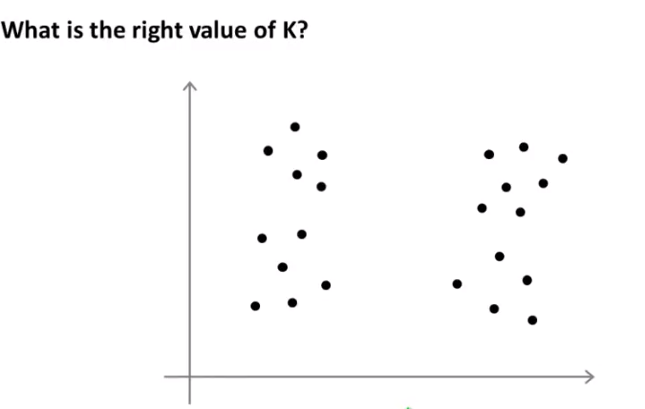 What is the right value of K?